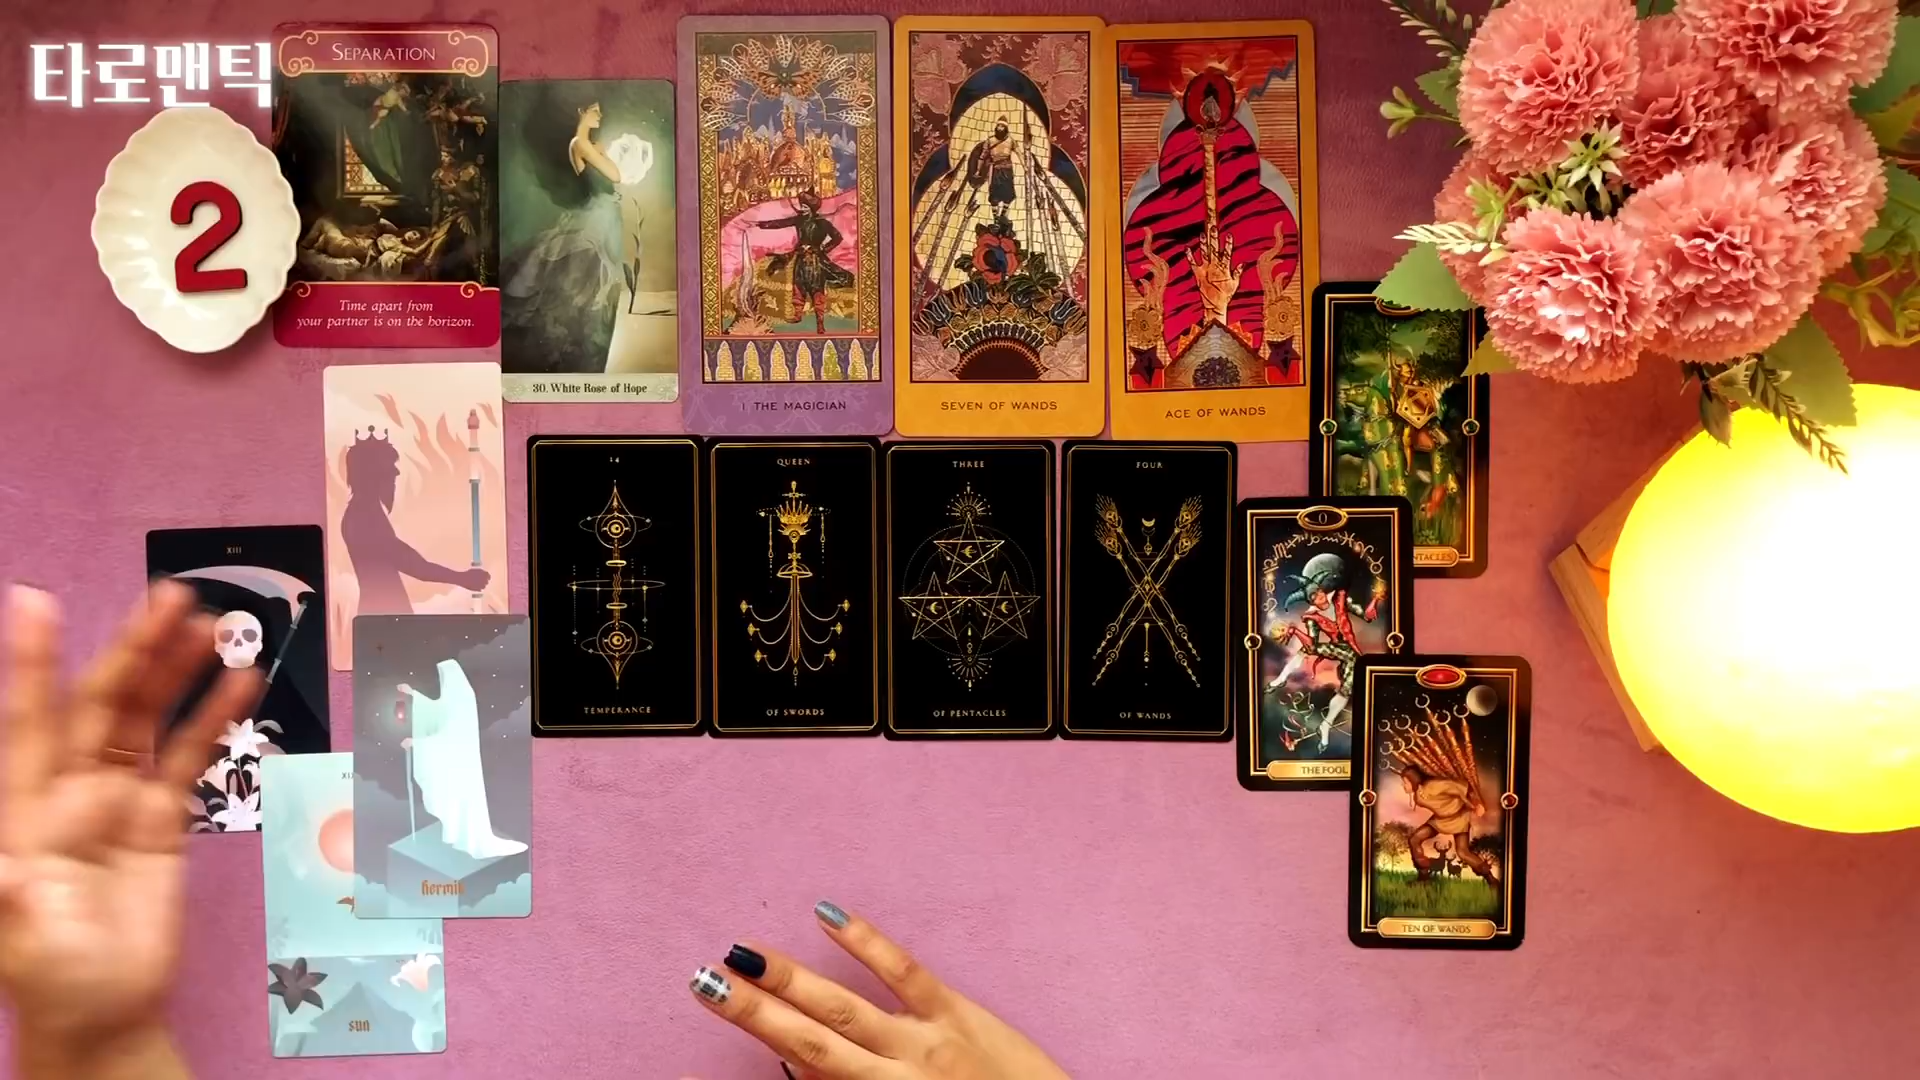 타로맨틱
2
SEPARATION
Time apart from
your partner is on the horizon.
30. White Rose of Hope
I THE MAGICIAN
SEVEN OF WANDS
ACE OF WANDS
XIII
14
TEMPERANCE
QUEEN
OF SWORDS
THREE
OF PENTACLES
FOUR
OF WANDS
0
THE FOOL
TEN OF WANDS
sun